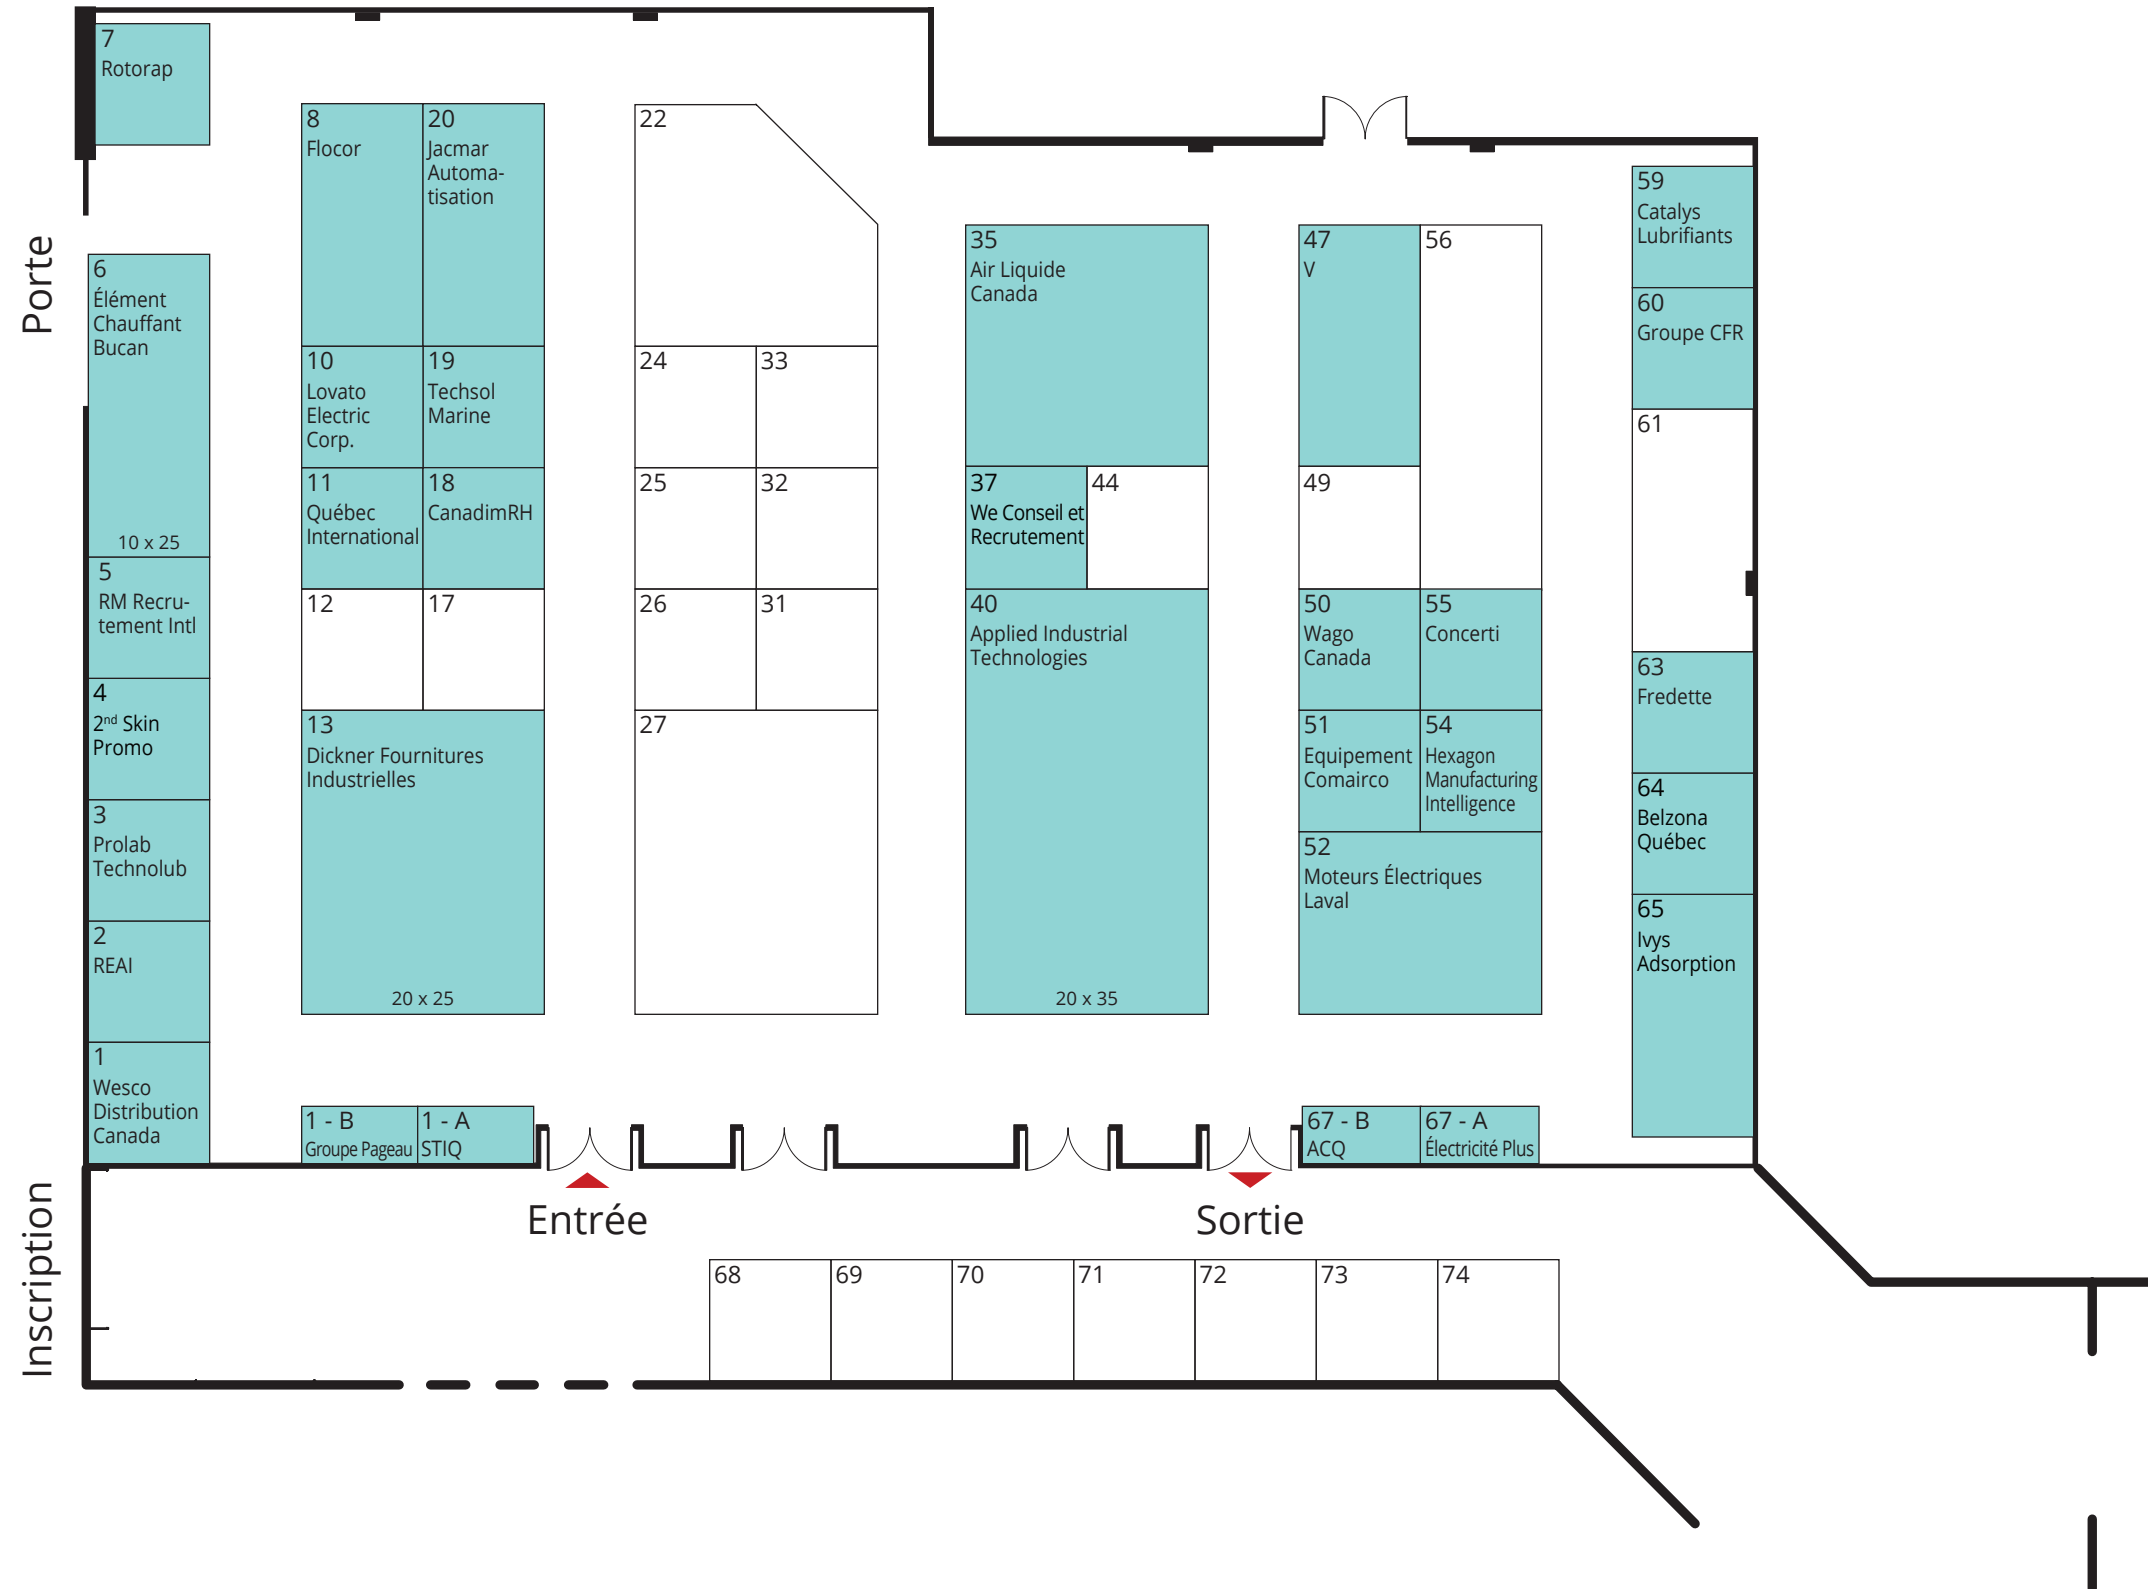 7
Rotorap
Porte
6
Élément
Chauffant
Bucan
10 x 25
5
RM Recru-
tement Intl
4
2nd Skin
Promo
3
Prolab
Technolub
2
REAI
1
Wesco
Distribution
Canada
8
Flocor
20
Jacmar
Automa-
tisation
10
Lovato
Electric
Corp.
19
Techsol
Marine
11
Québec
International
18
CanadimRH
12
17
13
Dickner Fournitures
Industrielles
20 x 25
1 - B
Groupe Pageau
1 - A
STIQ
22
24
33
25
32
26
31
27
35
Air Liquide
Canada
37
We Conseil et
Recrutement
44
40
Applied Industrial
Technologies
20 x 35
47
V
56
49
50
Wago
Canada
55
Concerti
51
Equipement
Comairco
54
Hexagon
Manufacturing
Intelligence
52
Moteurs Électriques
Laval
67 - B
ACQ
67 - A
Électricité Plus
59
Catalys
Lubrifiants
60
Groupe CFR
61
63
Fredette
64
Belzona
Québec
65
Ivys
Adsorption
Entrée
Sortie
Inscription
68
69
70
71
72
73
74